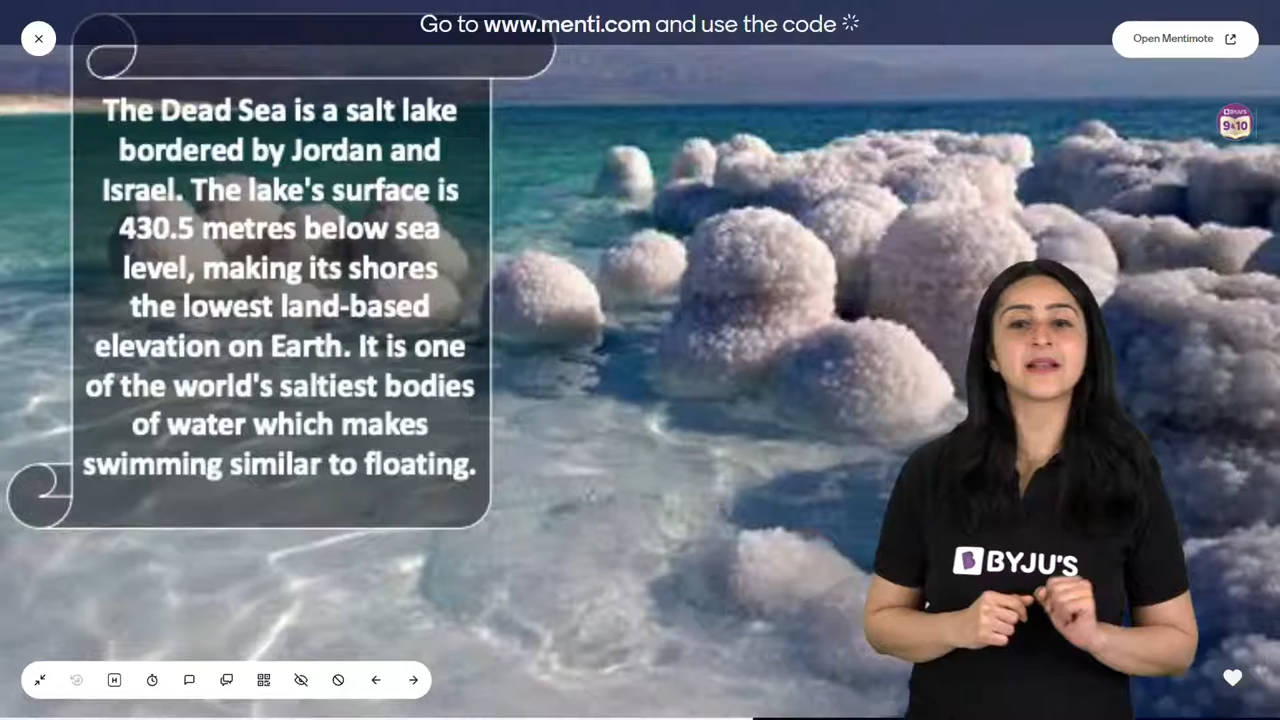 Go to www.menti.com and use the code
Open Mentimote
The Dead Sea is a salt lake
bordered by Jordan and
Israel. The lake's surface is
430.5 metres below sea
level, making its shores
the lowest land-based
elevation on Earth. It is one
of the world's saltiest bodies
of water which makes
swimming similar to floating.
BYJU'S
9&10
BYJU'S
H